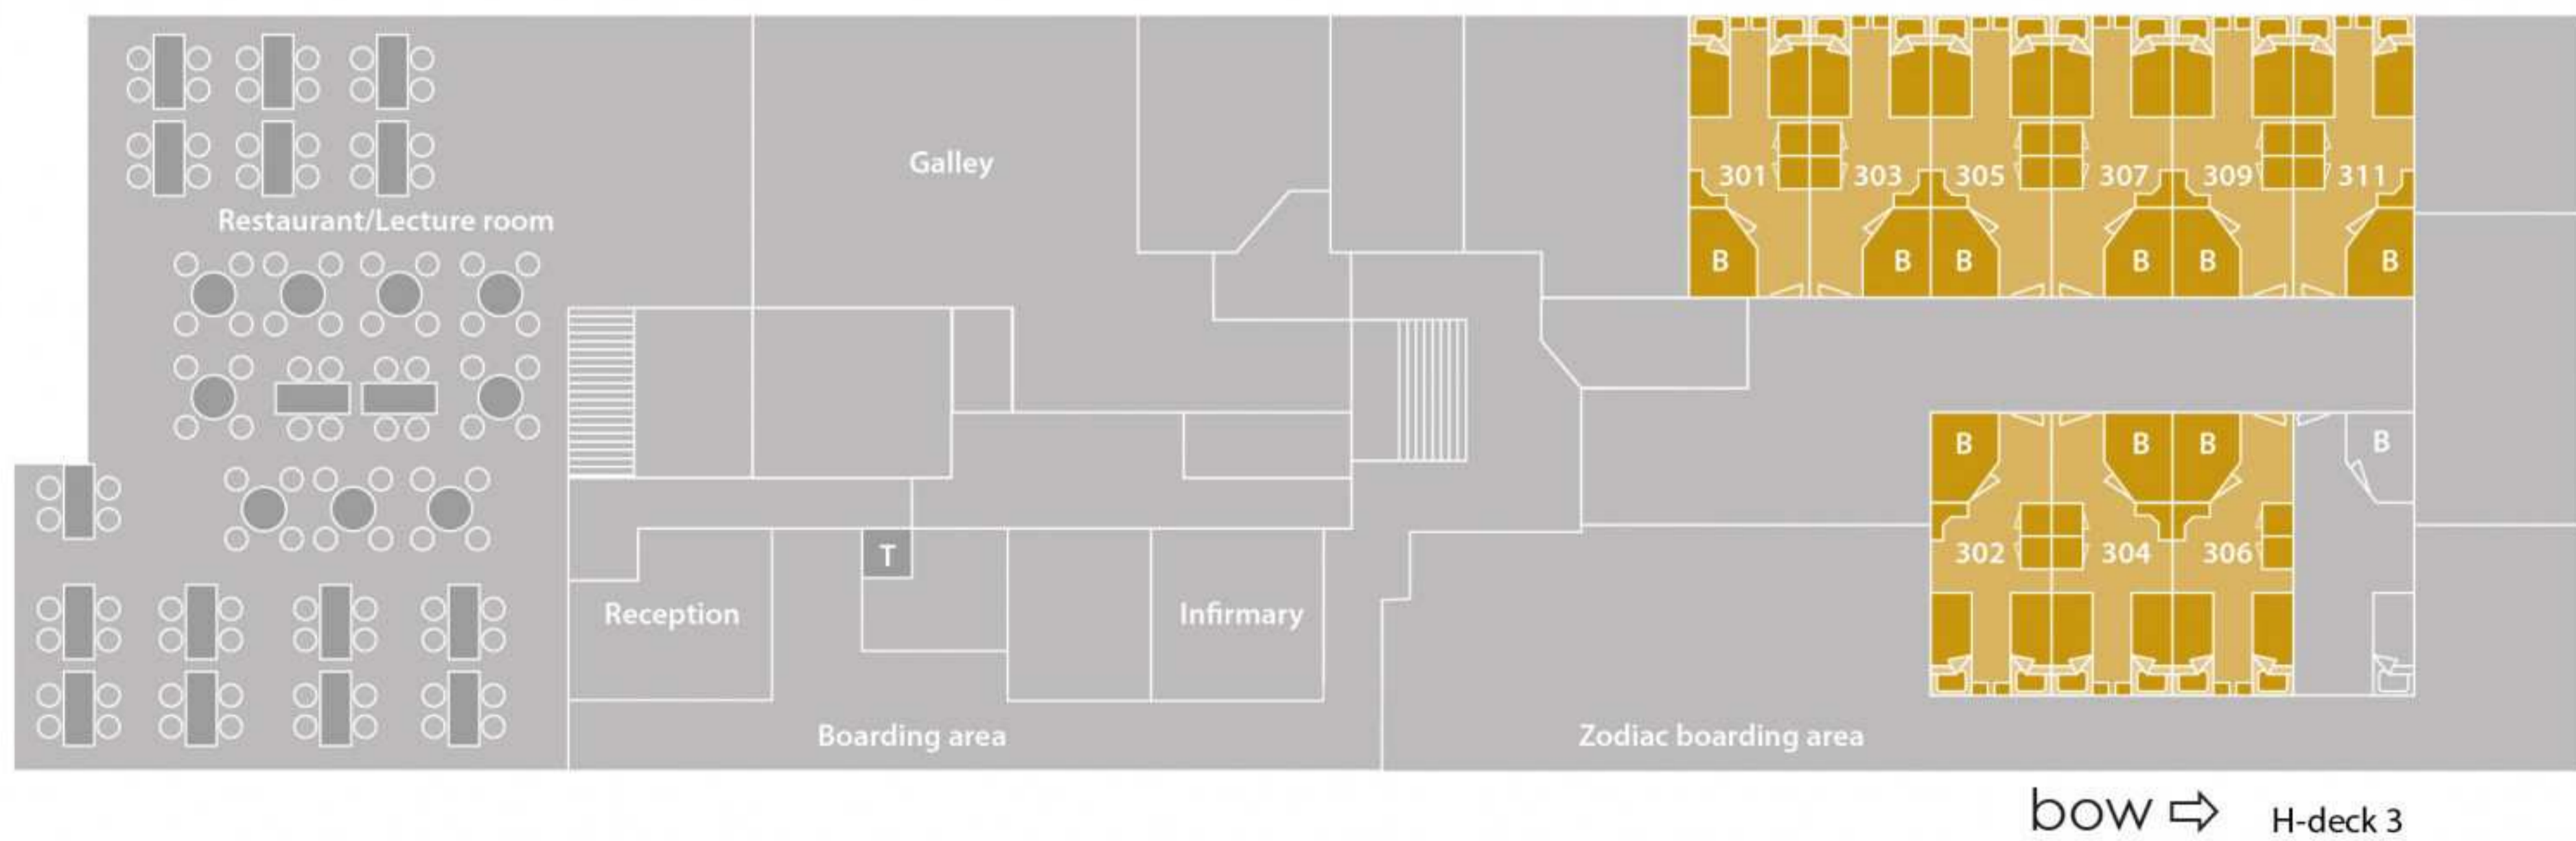 Galley
301 303 305 307 309 311
Restaurant/Lecture room
B B B B B B
B B B B
T
302 304 306
Reception
Infirmary
Boarding area
Zodiac boarding area
bow ⇨ H-deck 3